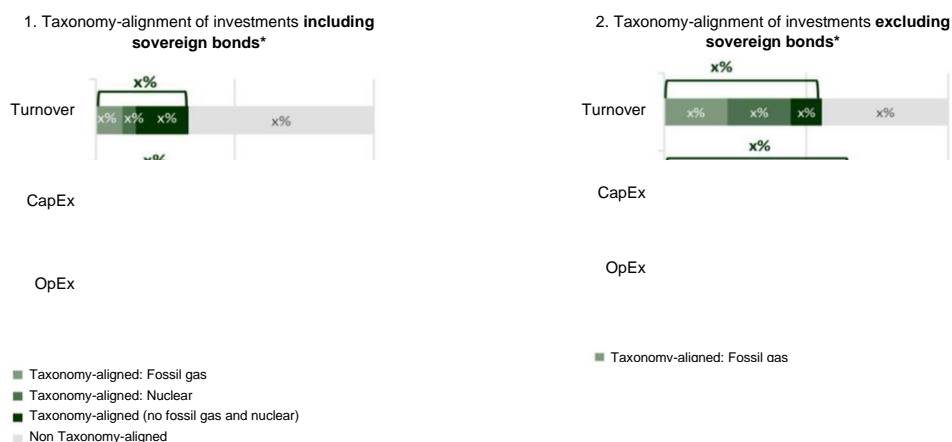 1. Taxonomy-alignment of investments including
sovereign bonds*
x%
Turnover
x% x% x%
x%
x%
CapEx
OpEx
Taxonomy-aligned: Fossil gas
Taxonomy-aligned: Nuclear
Taxonomy-aligned (no fossil gas and nuclear)
Non Taxonomy-aligned
2. Taxonomy-alignment of investments excluding
sovereign bonds*
x%
Turnover
x% x% x% x%
x%
CapEx
OpEx
Taxonomy-aligned: Fossil gas